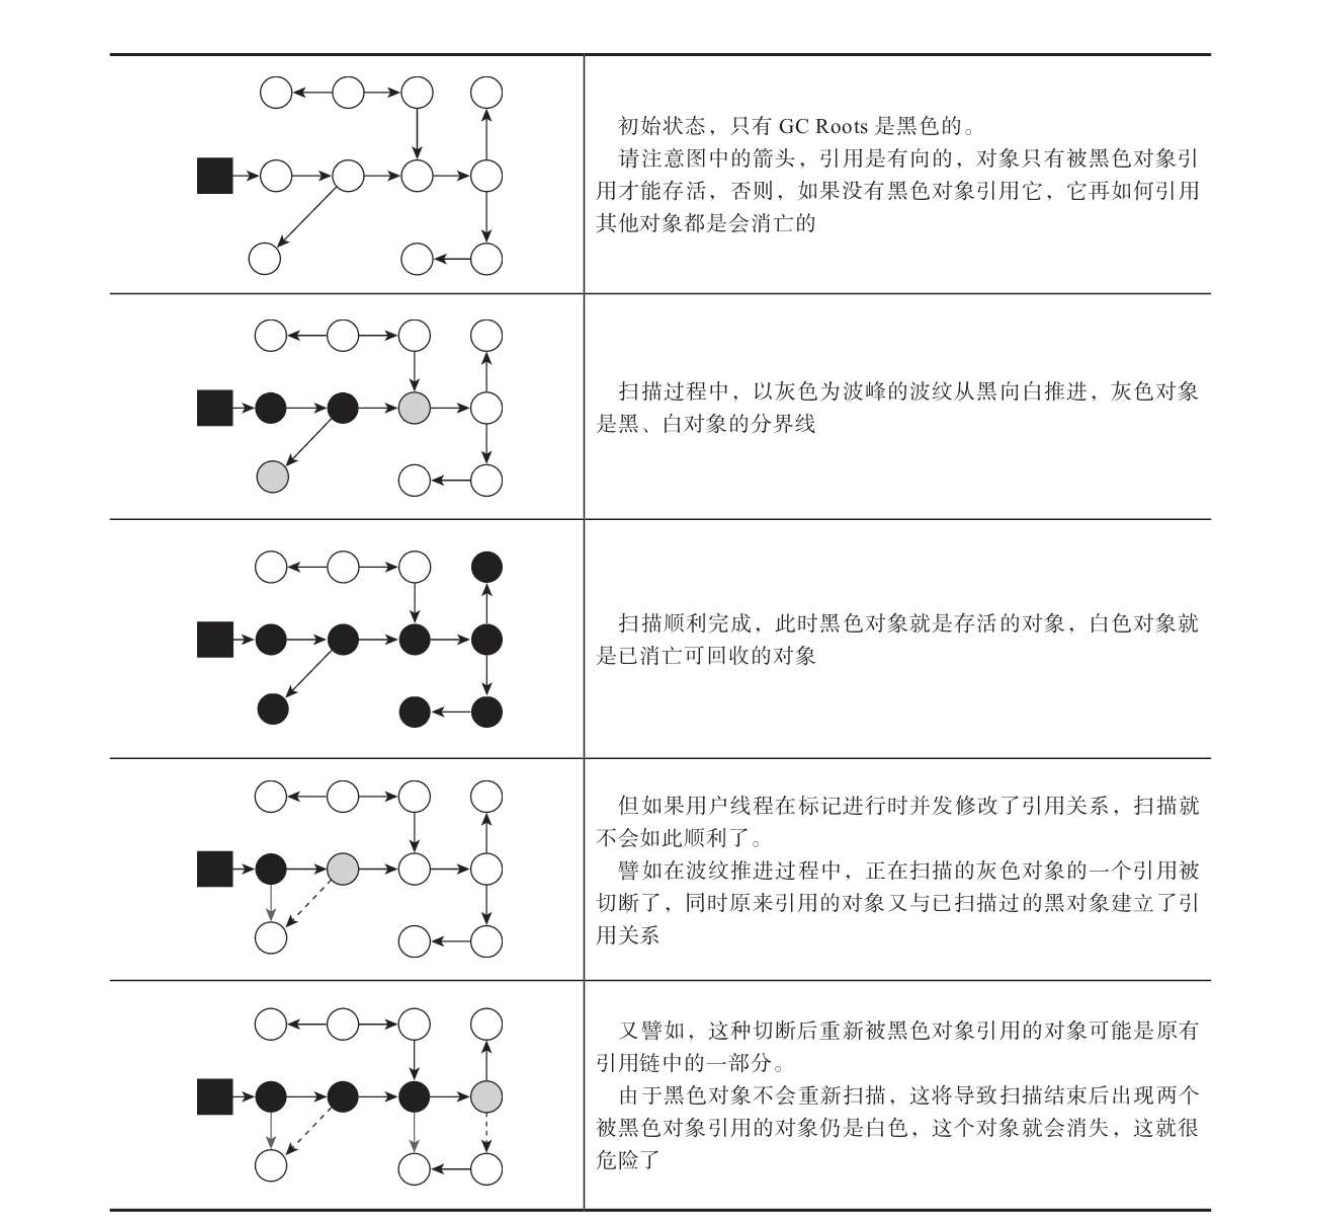 初始状态，只有 GC Roots 是黑色的。
请注意图中的箭头，引用是有向的，对象只有被黑色对象引
用才能存活，否则，如果没有黑色对象引用它，它再如何引用
其他对象都是会消亡的
扫描过程中，以灰色为波峰的波纹从黑向白推进，灰色对象
是黑、白对象的分界线
扫描顺利完成，此时黑色对象就是存活的对象，白色对象就
是已消亡可回收的对象
但如果用户线程在标记进行时并发修改了引用关系，扫描就
不会如此顺利了。
譬如在波纹推进过程中，正在扫描的灰色对象的一个引用被
切断了，同时原来引用的对象又与已扫描过的黑对象建立了引
用关系
又譬如，这种切断后重新被黑色对象引用的对象可能是原有
引用链中的一部分。
由于黑色对象不会重新扫描，这将导致扫描结束后出现两个
被黑色对象引用的对象仍是白色，这个对象就会消失，这就很
危险了